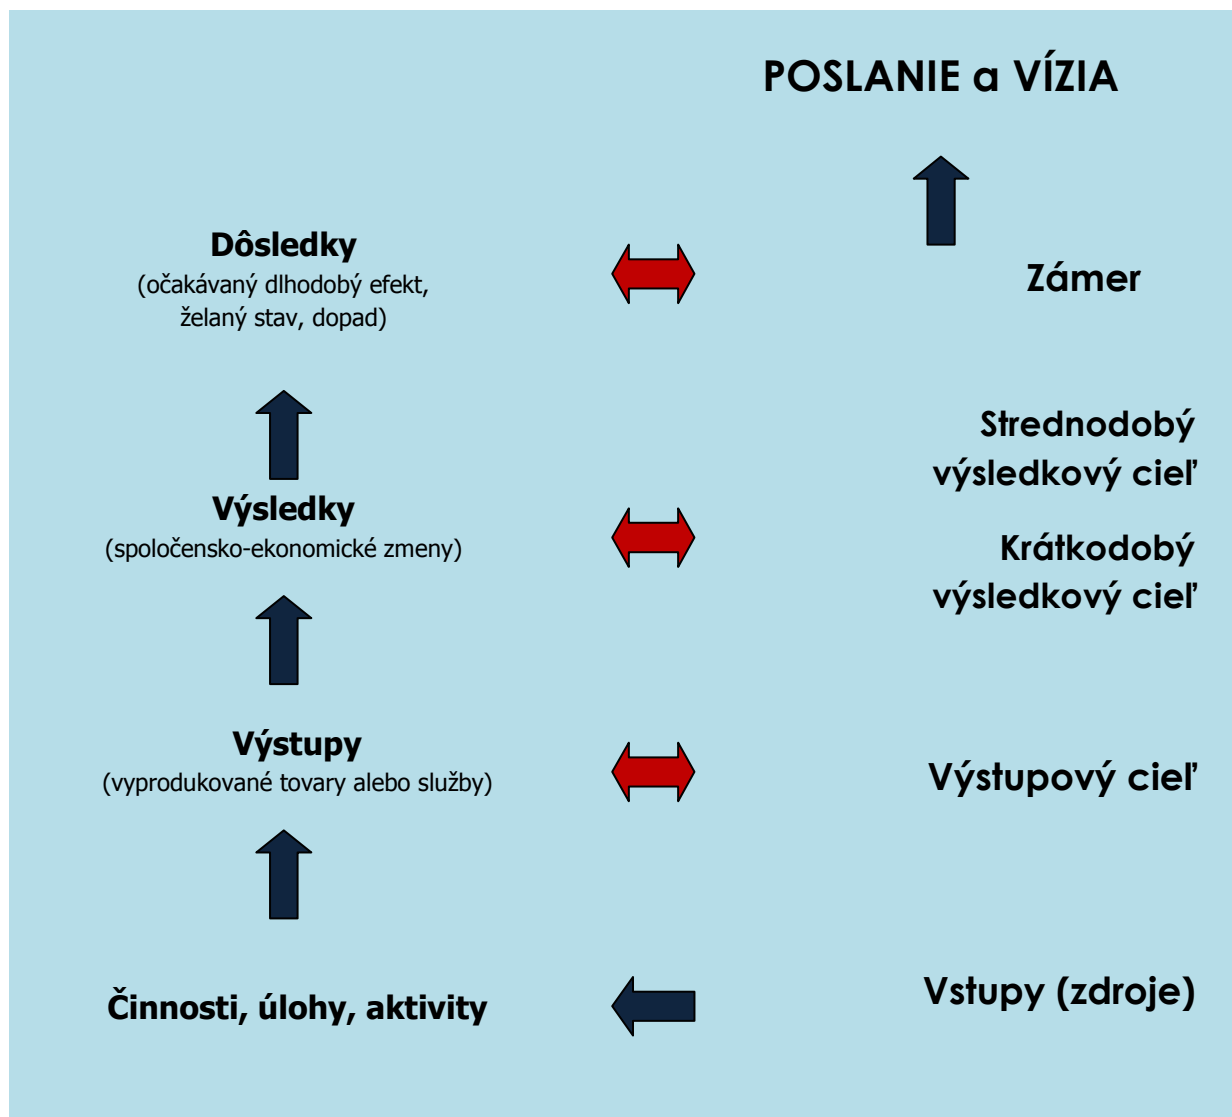 POSLANIE a VÍZIA
Dôsledky
(očakávaný dlhodobý efekt,
želaný stav, dopad)
Zámer
Výsledky
(spoločensko-ekonomické zmeny)
Strednodobý
výsledkový cieľ
Krátkodobý
výsledkový cieľ
Výstupy
(vyprodukované tovary alebo služby)
Výstupový cieľ
Činnosti, úlohy, aktivity
Vstupy (zdroje)